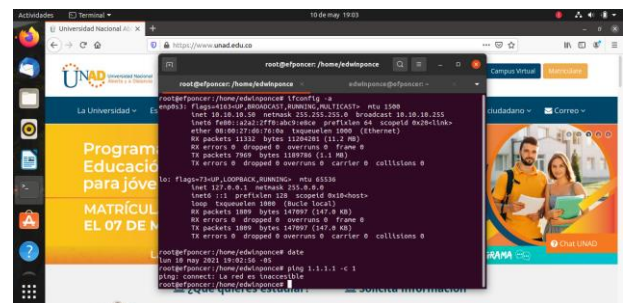 Actividades Terminal 10 de may 19:03
Universidad Nacional Ab
https://www.unad.edu.co
root@efponcer: /home/edwinponce
root@efponcer: /home/edwinponce edwinponce@efponcer: ~
UNAD Universidad Nacional
Campus Virtual Matricúlate
La Universidad Es ciudadano Correo
Program
Educació
para jóve
MATRÍCUL
EL 07 DE M
root@efponcer:/home/edwinponce# ifconfig -a
enp0s3: flags=4163<UP,BROADCAST,RUNNING,MULTICAST> mtu 1500
inet 10.10.10.50 netmask 255.255.255.0 broadcast 10.10.10.255
inet6 fe80::a2a2:2ff0:abc9:e8ce prefixlen 64 scopeid 0x20<link>
ether 08:00:27:d6:76:0a txqueuelen 1000 (Ethernet)
RX packets 11332 bytes 11204201 (11.2 MB)
RX errors 0 dropped 0 overruns 0 frame 0
TX packets 7969 bytes 1189786 (1.1 MB)
TX errors 0 dropped 0 overruns 0 carrier 0 collisions 0
lo: flags=73<UP,LOOPBACK,RUNNING> mtu 65536
inet 127.0.0.1 netmask 255.0.0.0
inet6 ::1 prefixlen 128 scopeid 0x10<host>
loop txqueuelen 1000 (Bucle local)
RX packets 1809 bytes 147097 (147.0 KB)
RX errors 0 dropped 0 overruns 0 frame 0
TX packets 1809 bytes 147097 (147.0 KB)
TX errors 0 dropped 0 overruns 0 carrier 0 collisions 0
root@efponcer:/home/edwinponce# date
lun 10 may 2021 19:02:56 -05
root@efponcer:/home/edwinponce# ping 1.1.1.1 -c 1
ping: connect: La red es inaccesible
root@efponcer:/home/edwinponce#
Chat UNAD
¿Qué quieres estudiar? Solicita información